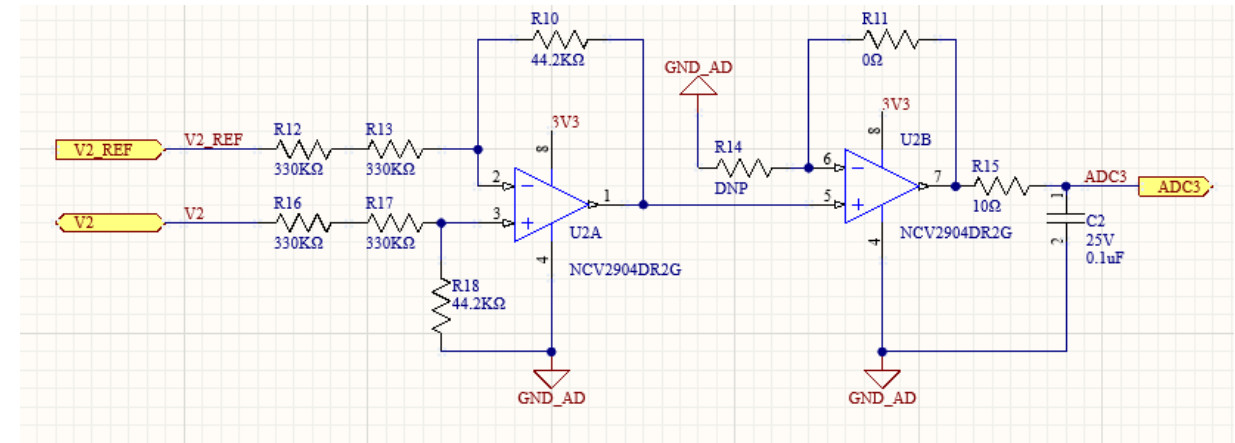 R10
44.2KΩ
R11
0Ω
GND_AD
3V3
8
3V3
8
U2B
V2_REF
V2_REF
R12
330KΩ
R13
330KΩ
2
1
U2A
R14
DNP
6
5
7
R15
10Ω
ADC3
ADC3
1
C2
25V
0.1uF
2
V2
V2
R16
330KΩ
R17
330KΩ
3
4
NCV2904DR2G
4
NCV2904DR2G
R18
44.2KΩ
GND_AD
GND_AD